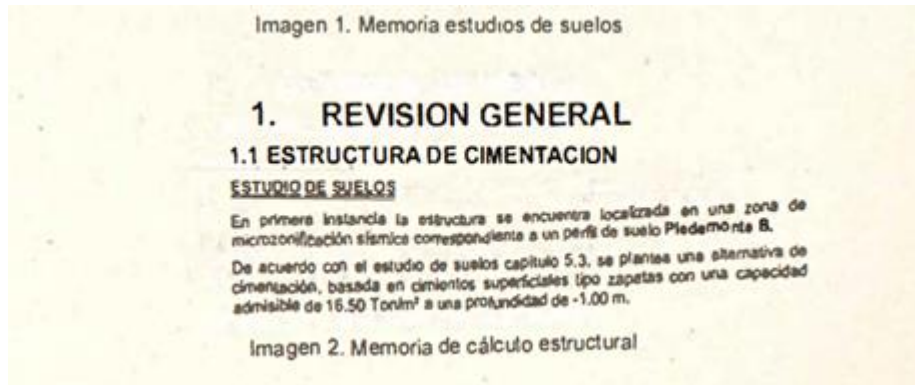 Imagen 1. Memoria estudios de suelos
1. REVISION GENERAL
1.1 ESTRUCTURA DE CIMENTACION
ESTUDIO DE SUELOS
En primera instancia la estructura se encuentra localizada en una zona de
microzonificación sísmica correspondiente a un perfil de suelo Piedemonte B.
De acuerdo con el estudio de suelos capitulo 5.3, se plantea una alternativa de
cimentación, basada en cimientos superficiales tipo zapatas con una capacidad
admisible de 16.50 Ton/m² a una profundidad de -1.00 m.
Imagen 2. Memoria de cálculo estructural